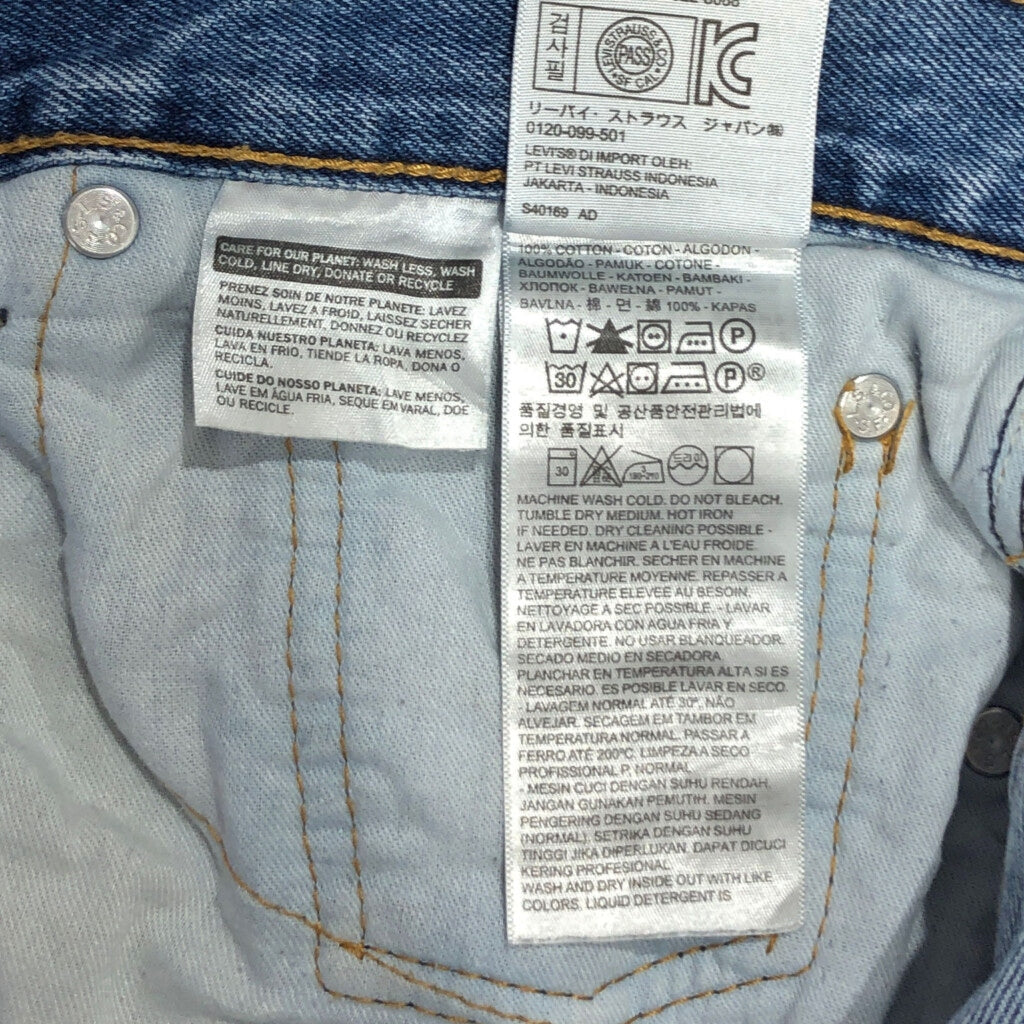 검
사
필
LEVI STRAUSS & CO
PASS
SF CAL
リーバイ・ストラウス ジャパン㈱
0120-099-501
LEVI'S® DI IMPORT OLEH:
PT LEVI STRAUSS INDONESIA
JAKARTA - INDONESIA
S40169 AD
CARE FOR OUR PLANET: WASH LESS, WASH
COLD, LINE DRY, DONATE OR RECYCLE
PRENEZ SOIN DE NOTRE PLANETE: LAVEZ
MOINS, LAVEZ A FROID, LAISSEZ SECHER
NATURELLEMENT, DONNEZ OU RECYCLEZ
CUIDA NUESTRO PLANETA: LAVA MENOS,
LAVA EN FRIO, TIENDE LA ROPA, DONA O
RECICLA.
CUIDE DO NOSSO PLANETA: LAVE MENOS,
LAVE EM ÁGUA FRIA, SEQUE EM VARAL, DOE
OU RECICLE.
100% COTTON - COTON - ALGODON -
ALGODÃO - PAMUK - COTONE -
BAUMWOLLE - KATOEN - BAMBAKI -
ХЛОПОК - BAWEŁNA - PAMUT -
BAVLNA - 棉 - 면 - 綿 100% - KAPAS
P
30 P®
품질경영 및 공산품안전관리법에
의한 품질표시
30 3 180~210 드라이
MACHINE WASH COLD. DO NOT BLEACH.
TUMBLE DRY MEDIUM. HOT IRON
IF NEEDED. DRY CLEANING POSSIBLE -
LAVER EN MACHINE A L'EAU FROIDE
NE PAS BLANCHIR. SECHER EN MACHINE
A TEMPERATURE MOYENNE. REPASSER A
TEMPERATURE ELEVEE AU BESOIN.
NETTOYAGE A SEC POSSIBLE. - LAVAR
EN LAVADORA CON AGUA FRIA Y
DETERGENTE. NO USAR BLANQUEADOR.
SECADO MEDIO EN SECADORA
PLANCHAR EN TEMPERATURA ALTA SI ES
NECESARIO. ES POSIBLE LAVAR EN SECO.
- LAVAGEM NORMAL ATÉ 30º, NÃO
ALVEJAR. SECAGEM EM TAMBOR EM
TEMPERATURA NORMAL. PASSAR A
FERRO ATÉ 200ºC. LIMPEZA A SECO
PROFISSIONAL P, NORMAL
- MESIN CUCI DENGAN SUHU RENDAH.
JANGAN GUNAKAN PEMUTIH. MESIN
PENGERING DENGAN SUHU SEDANG
(NORMAL). SETRIKA DENGAN SUHU
TINGGI JIKA DIPERLUKAN. DAPAT DICUCI
KERING PROFESIONAL.
WASH AND DRY INSIDE OUT WITH LIKE
COLORS. LIQUID DETERGENT IS